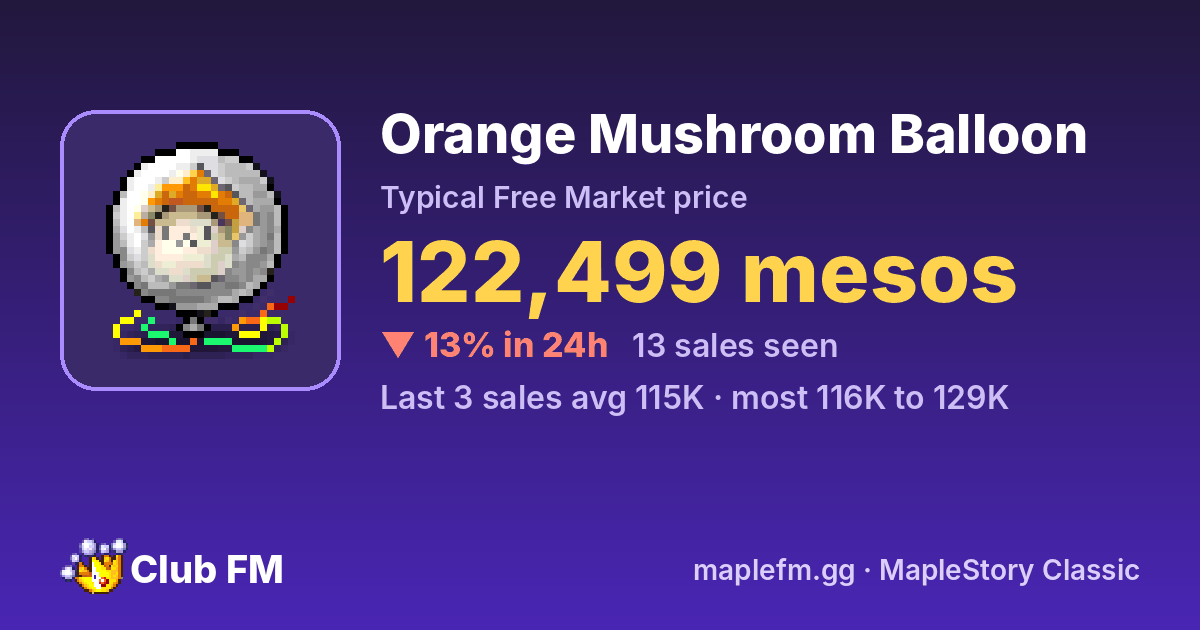 Orange Mushroom Balloon
Typical Free Market price
122,499 mesos
▼ 13% in 24h 13 sales seen
Last 3 sales avg 115K · most 116K to 129K
Club FM
maplefm.gg · MapleStory Classic